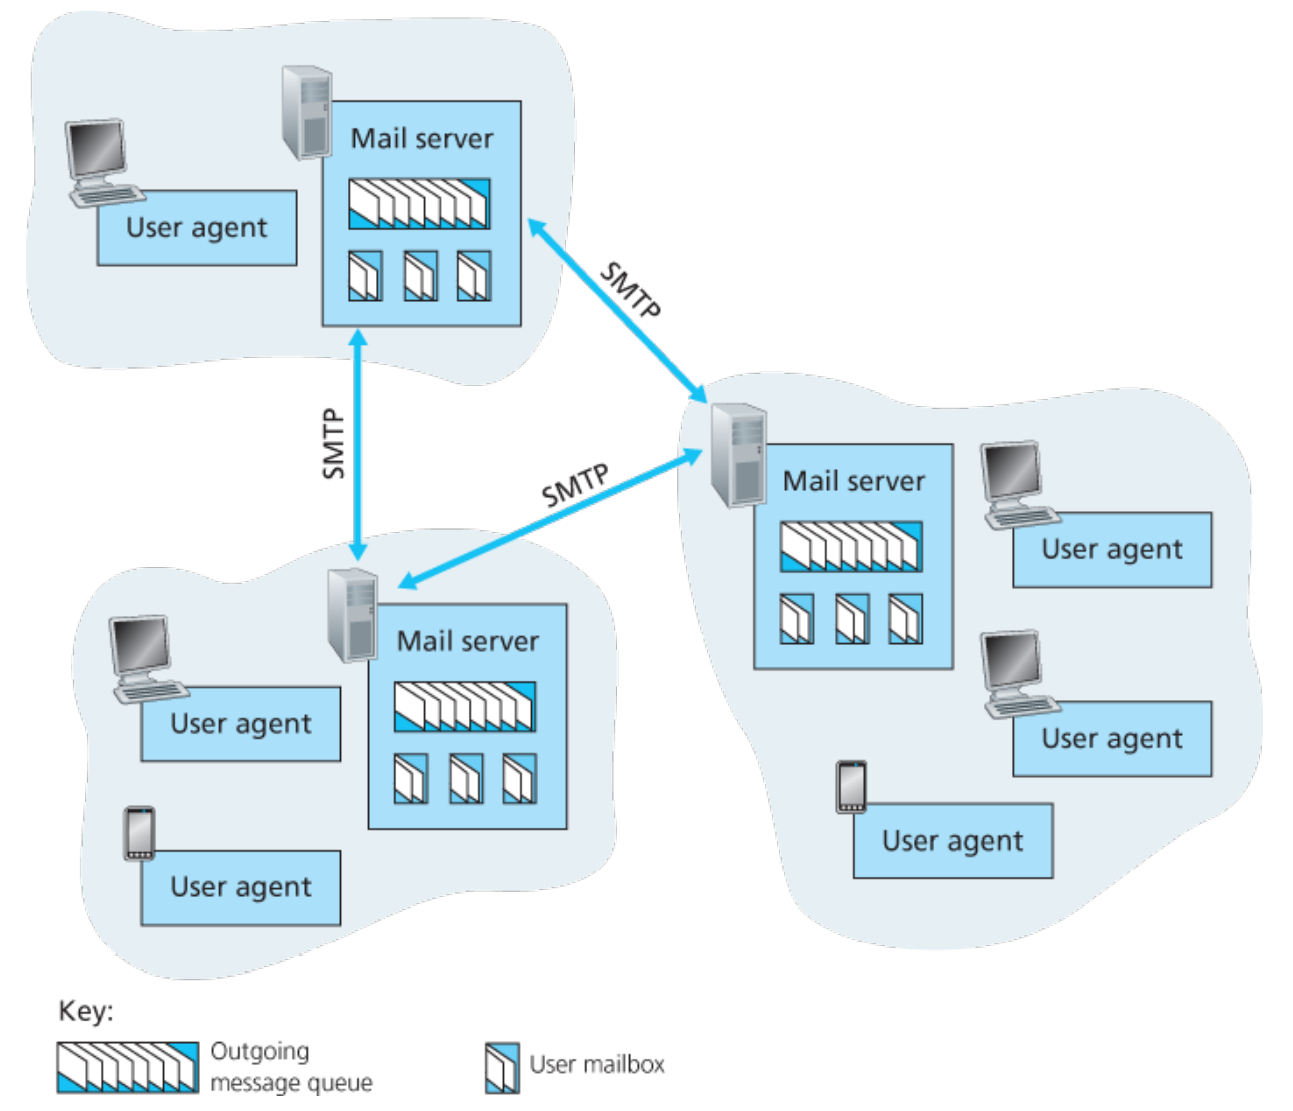 Mail server
User agent
SMTP
SMTP
SMTP
Mail server
User agent
User agent
User agent
Mail server
User agent
User agent
Key:
Outgoing
message queue
User mailbox